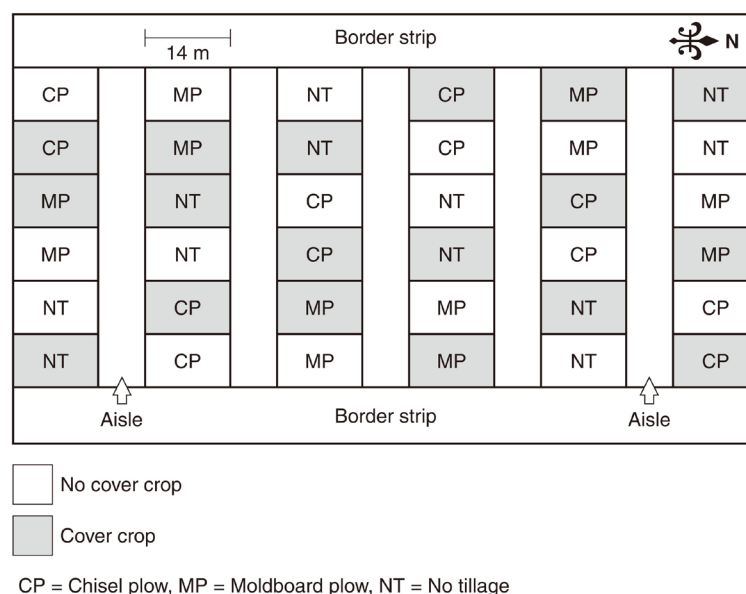 Border strip
N
14 m
CP MP NT CP MP NT
CP MP NT CP MP NT
MP NT CP NT CP MP
MP NT CP NT CP MP
NT CP MP MP NT CP
NT CP MP MP NT CP
Aisle Border strip Aisle
No cover crop
Cover crop
CP = Chisel plow, MP = Moldboard plow, NT = No tillage